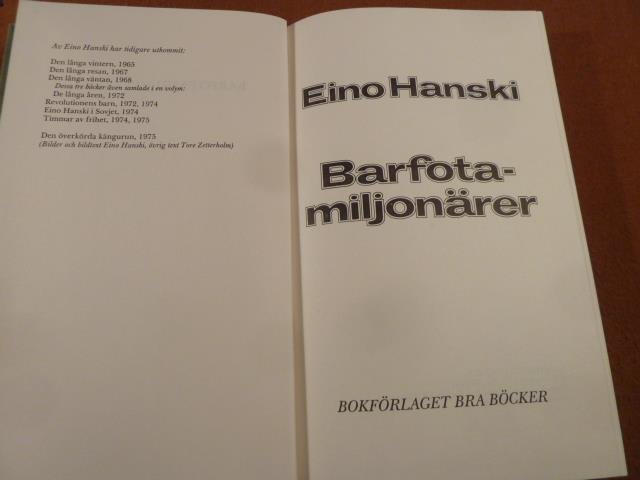 Av Eino Hanski har tidigare utkommit:
Den långa vintern, 1965
Den långa resan, 1967
Den långa väntan, 1968
Dessa tre böcker även samlade i en volym:
De långa åren, 1972
Revolutionens barn, 1972, 1974
Eino Hanski i Sovjet, 1974
Timmar av frihet, 1974, 1975
Den överkörda kängurun, 1975
(Bilder och bildtext Eino Hanski, övrig text Tore Zetterholm)
Eino Hanski
Barfota-
miljonärer
BOKFÖRLAGET BRA BÖCKER